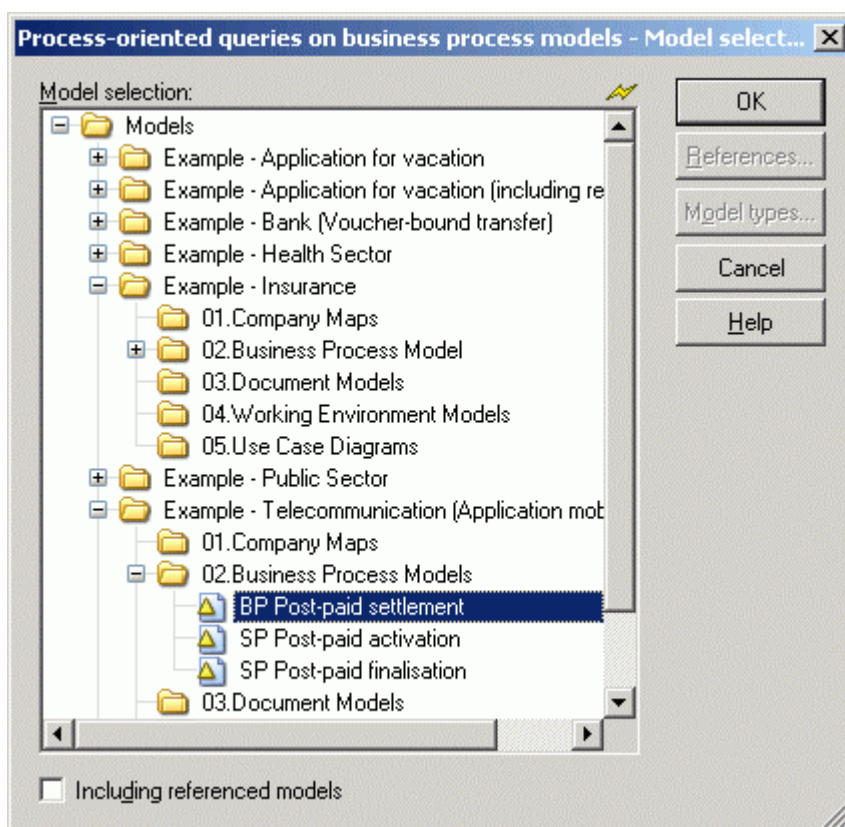 Process-oriented queries on business process models - Model select...
Model selection:
Models
Example - Application for vacation
Example - Application for vacation (including re
Example - Bank (Voucher-bound transfer)
Example - Health Sector
Example - Insurance
01.Company Maps
02.Business Process Model
03.Document Models
04.Working Environment Models
05.Use Case Diagrams
Example - Public Sector
Example - Telecommunication (Application mob
01.Company Maps
02.Business Process Models
BP Post-paid settlement
SP Post-paid activation
SP Post-paid finalisation
03.Document Models
Including referenced models
OK
References...
Model types...
Cancel
Help